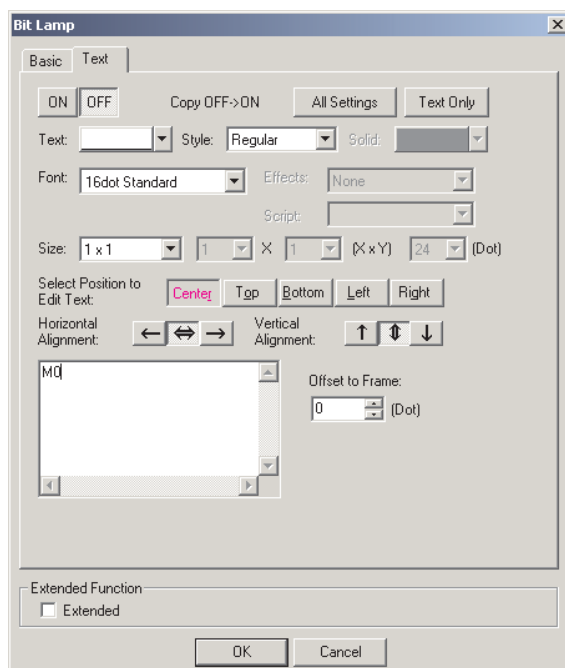 Bit Lamp
Basic Text
ON OFF Copy OFF->ON All Settings Text Only
Text: Style: Regular Solid:
Font: 16dot Standard Effects: None
Script:
Size: 1 x 1 1 X 1 (X x Y) 24 (Dot)
Select Position to
Edit Text: Center Top Bottom Left Right
Horizontal
Alignment: ← ⇔ → Vertical
Alignment: ↑ ⇕ ↓
M0
Offset to Frame:
0 (Dot)
Extended Function
Extended
OK Cancel